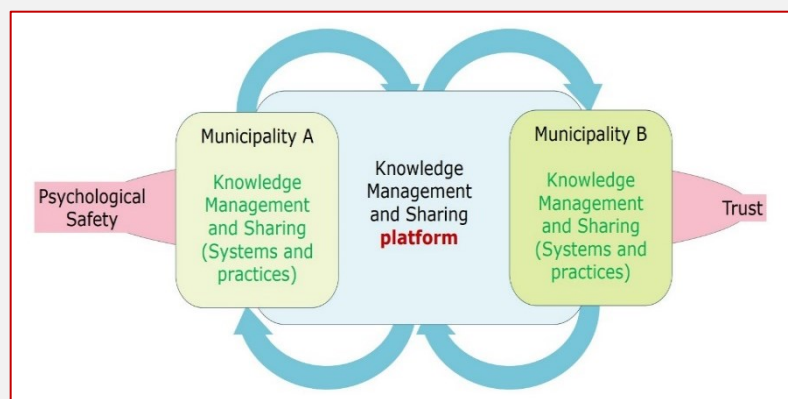 Psychological
Safety
Municipality A
Knowledge
Management
and Sharing
(Systems and
practices)
Knowledge
Management
and Sharing
platform
Municipality B
Knowledge
Management
and Sharing
(Systems and
practices)
Trust